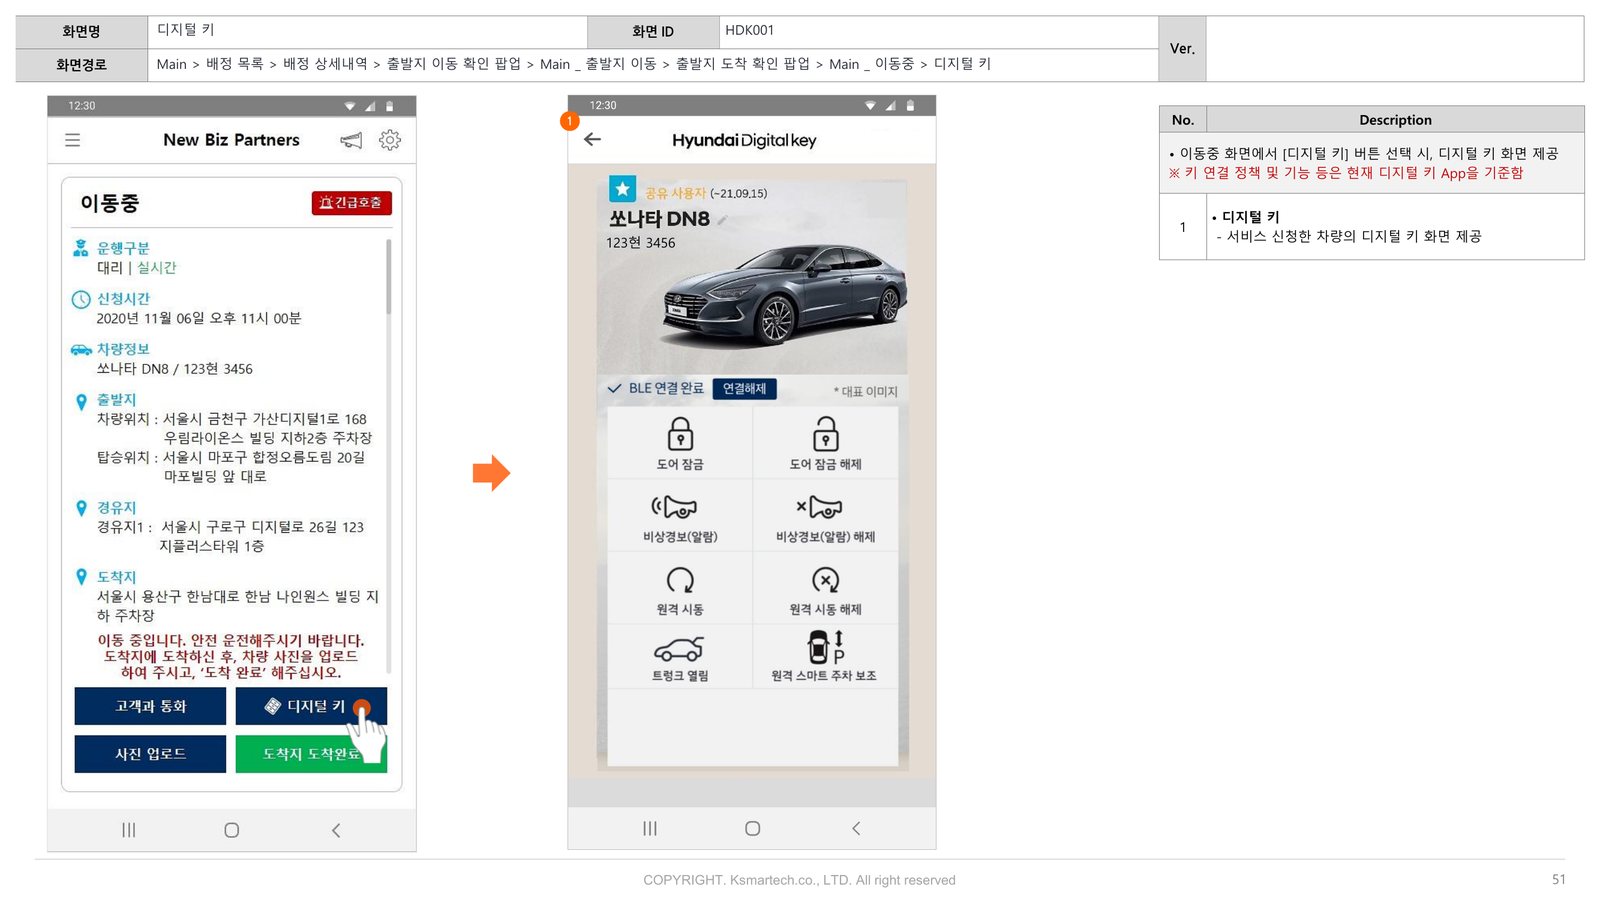 화면명
디지털 키
화면 ID
HDK001
Ver.
화면경로
Main > 배정 목록 > 배정 상세내역 > 출발지 이동 확인 팝업 > Main _ 출발지 이동 > 출발지 도착 확인 팝업 > Main _ 이동중 > 디지털 키
12:30
New Biz Partners
이동중
긴급호출
운행구분
대리 | 실시간
신청시간
2020년 11월 06일 오후 11시 00분
차량정보
쏘나타 DN8 / 123현 3456
출발지
차량위치 : 서울시 금천구 가산디지털1로 168
우림라이온스 빌딩 지하2층 주차장
탑승위치 : 서울시 마포구 합정오름도림 20길
마포빌딩 앞 대로
경유지
경유지1 : 서울시 구로구 디지털로 26길 123
지플러스타워 1층
도착지
서울시 용산구 한남대로 한남 나인원스 빌딩 지
하 주차장
이동 중입니다. 안전 운전해주시기 바랍니다.
도착지에 도착하신 후, 차량 사진을 업로드
하여 주시고, ‘도착 완료’ 해주십시오.
고객과 통화
디지털 키
사진 업로드
도착지 도착완료
12:30
1
Hyundai Digital key
공유 사용자 (~21.09.15)
쏘나타 DN8
123현 3456
BLE 연결 완료
연결해제
* 대표 이미지
도어 잠금
도어 잠금 해제
비상경보(알람)
비상경보(알람) 해제
원격 시동
원격 시동 해제
P
트렁크 열림
원격 스마트 주차 보조
No.
Description
• 이동중 화면에서 [디지털 키] 버튼 선택 시, 디지털 키 화면 제공
※ 키 연결 정책 및 기능 등은 현재 디지털 키 App을 기준함
1
• 디지털 키
- 서비스 신청한 차량의 디지털 키 화면 제공
COPYRIGHT. Ksmartech.co., LTD. All right reserved
51